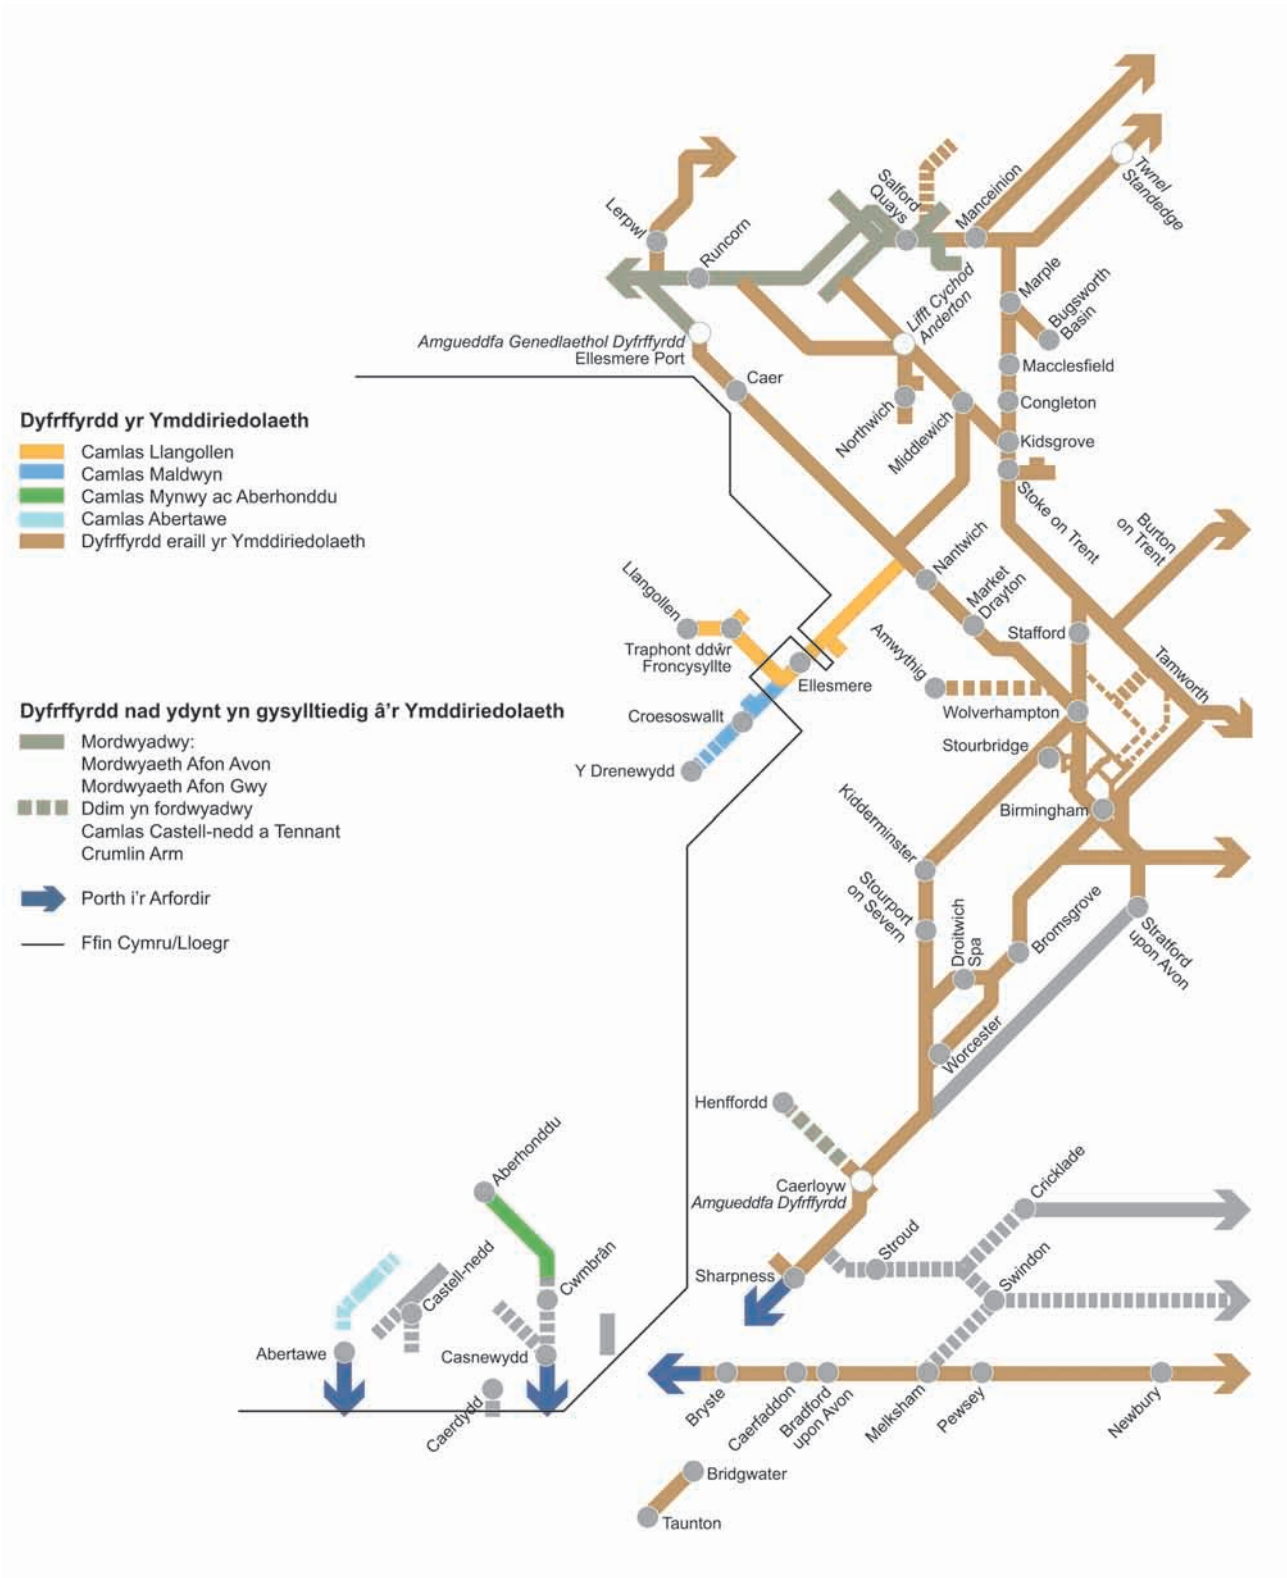 Twnel
Standedge
Salford
Quays
Manceinion
Lerpwl
Runcorn
Marple
Bugsworth
Basin
Lifft Cychod
Anderton
Amgueddfa Genedlaethol Dyfrffyrdd
Ellesmere Port
Caer
Macclesfield
Congleton
Northwich
Middlewich
Kidsgrove
Stoke on Trent
Dyfrffyrdd yr Ymddiriedolaeth
Camlas Llangollen
Camlas Maldwyn
Camlas Mynwy ac Aberhonddu
Camlas Abertawe
Dyfrffyrdd eraill yr Ymddiriedolaeth
Burton
on Trent
Nantwich
Market
Drayton
Llangollen
Traphont ddŵr
Froncysyllte
Amwythig
Stafford
Tamworth
Ellesmere
Croesoswallt
Y Drenewydd
Wolverhampton
Stourbridge
Birmingham
Dyfrffyrdd nad ydynt yn gysylltiedig â'r Ymddiriedolaeth
Mordwyadwy:
Mordwyaeth Afon Avon
Mordwyaeth Afon Gwy
Ddim yn fordwyadwy
Camlas Castell-nedd a Tennant
Crumlin Arm
Porth i'r Arfordir
Ffin Cymru/Lloegr
Kidderminster
Stourport
on Severn
Droitwich
Spa
Bromsgrove
Stratford
upon Avon
Worcester
Henffordd
Caerloyw
Amgueddfa Dyfrffyrdd
Cricklade
Stroud
Swindon
Sharpness
Aberhonddu
Castell-nedd
Cwmbrân
Abertawe
Casnewydd
Caerdydd
Bryste
Caerfaddon
Bradford
upon Avon
Melksham
Pewsey
Newbury
Bridgwater
Taunton